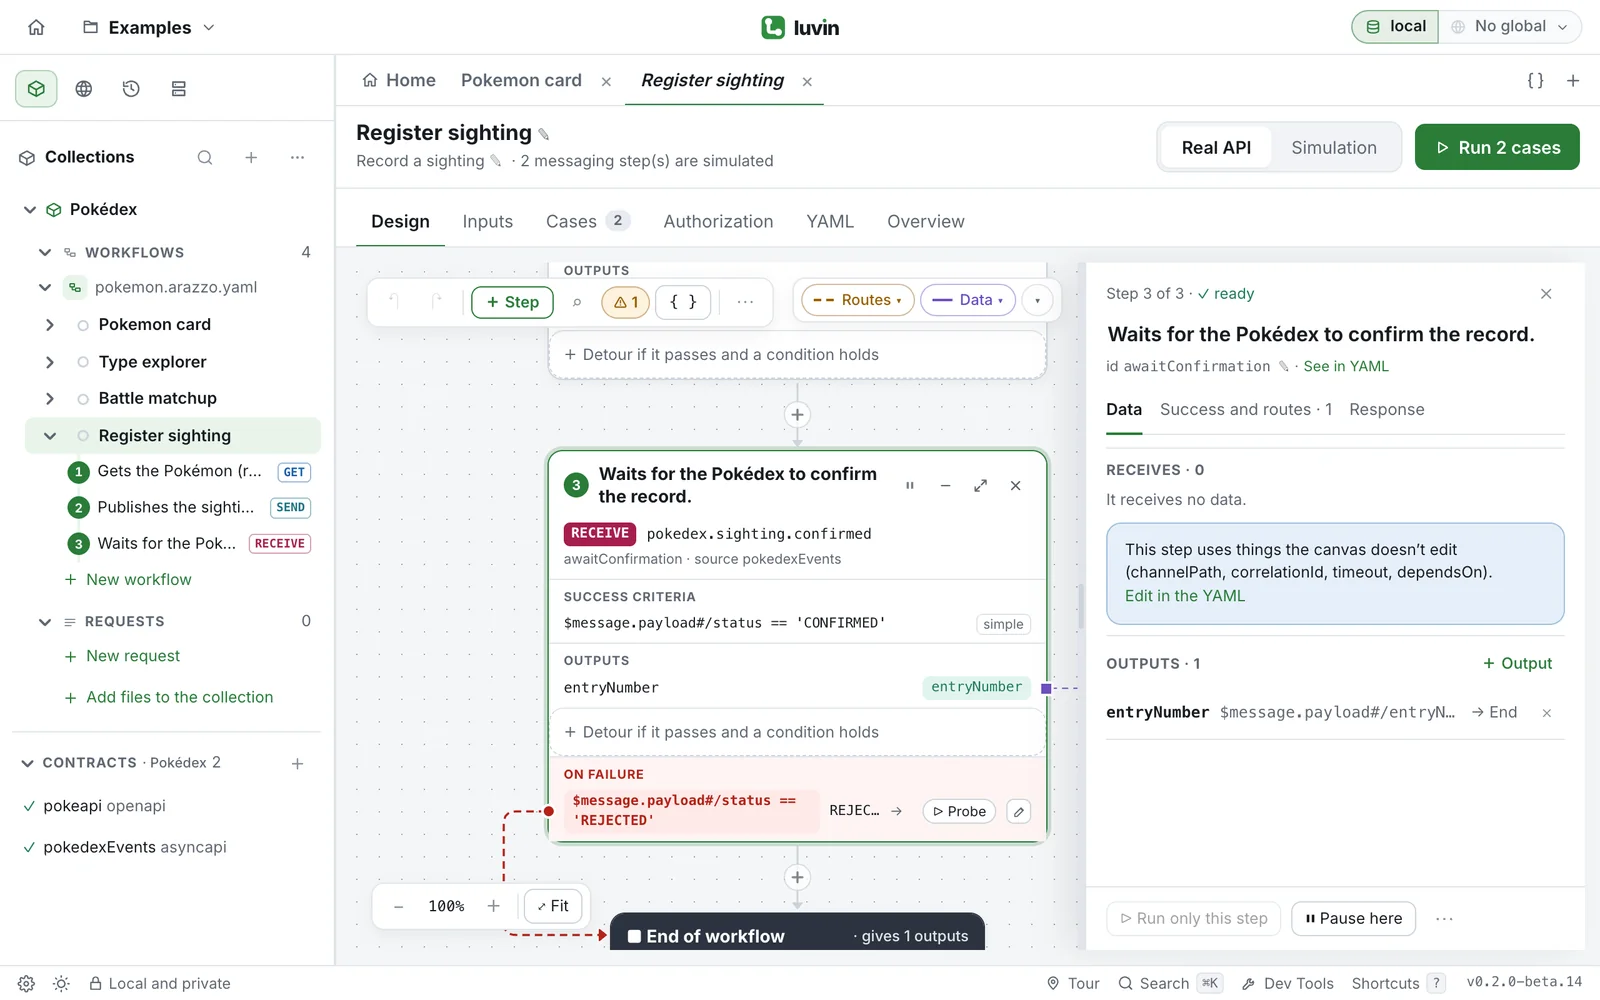 Examples
luvin
local
No global
Home
Pokemon card
Register sighting
Collections
Pokédex
WORKFLOWS
4
pokemon.arazzo.yaml
Pokemon card
Type explorer
Battle matchup
Register sighting
1 Gets the Pokémon (r... GET
2 Publishes the sighti... SEND
3 Waits for the Pok... RECEIVE
+ New workflow
REQUESTS
0
+ New request
+ Add files to the collection
CONTRACTS · Pokédex 2
pokeapi openapi
pokedexEvents asyncapi
Register sighting
Record a sighting · 2 messaging step(s) are simulated
Real API
Simulation
Run 2 cases
Design
Inputs
Cases 2
Authorization
YAML
Overview
OUTPUTS
+ Step
1
{ }
...
Routes
Data
+ Detour if it passes and a condition holds
3
Waits for the Pokédex to confirm
the record.
RECEIVE pokedex.sighting.confirmed
awaitConfirmation · source pokedexEvents
SUCCESS CRITERIA
$message.payload#/status == 'CONFIRMED'
simple
OUTPUTS
entryNumber
entryNumber
+ Detour if it passes and a condition holds
ON FAILURE
$message.payload#/status ==
'REJECTED'
REJEC... →
Probe
− 100% +
Fit
End of workflow
· gives 1 outputs
Step 3 of 3 · ✓ ready
Waits for the Pokédex to confirm the record.
id awaitConfirmation · See in YAML
Data
Success and routes · 1
Response
RECEIVES · 0
It receives no data.
This step uses things the canvas doesn’t edit
(channelPath, correlationId, timeout, dependsOn).
Edit in the YAML
OUTPUTS · 1
+ Output
entryNumber $message.payload#/entryN... → End
Run only this step
Pause here
...
Local and private
Tour
Search ⌘K
Dev Tools
Shortcuts ?
v0.2.0-beta.14